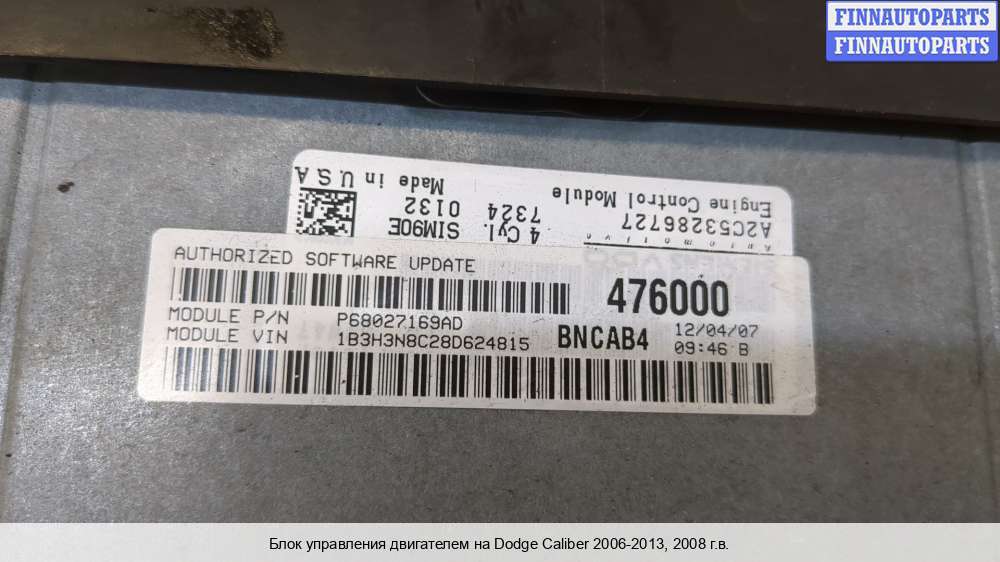 FINNAUTOPARTS
FINNAUTOPARTS
Made in U.S.A
Engine Control Module
0132
7324
A2C53286727
SIM90E
4 Cyl.
AUTHORIZED SOFTWARE UPDATE
476000
MODULE P/N P68027169AD
12/04/07
MODULE VIN 1B3H3N8C28D624815
BNCAB4
09:46 B
Блок управления двигателем на Dodge Caliber 2006-2013, 2008 г.в.